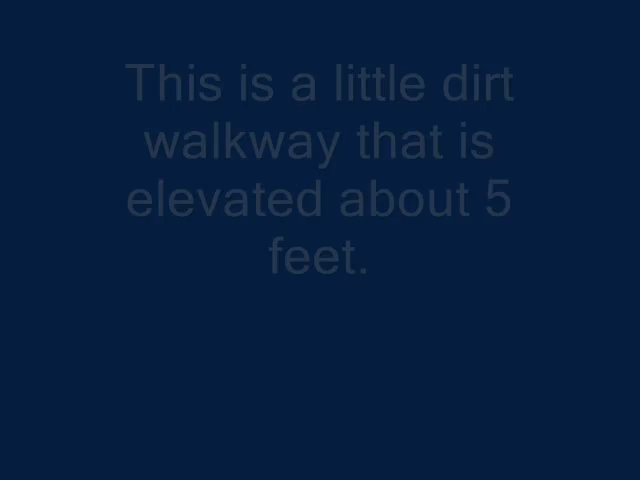 This is a little dirt
walkway that is
elevated about 5
feet.